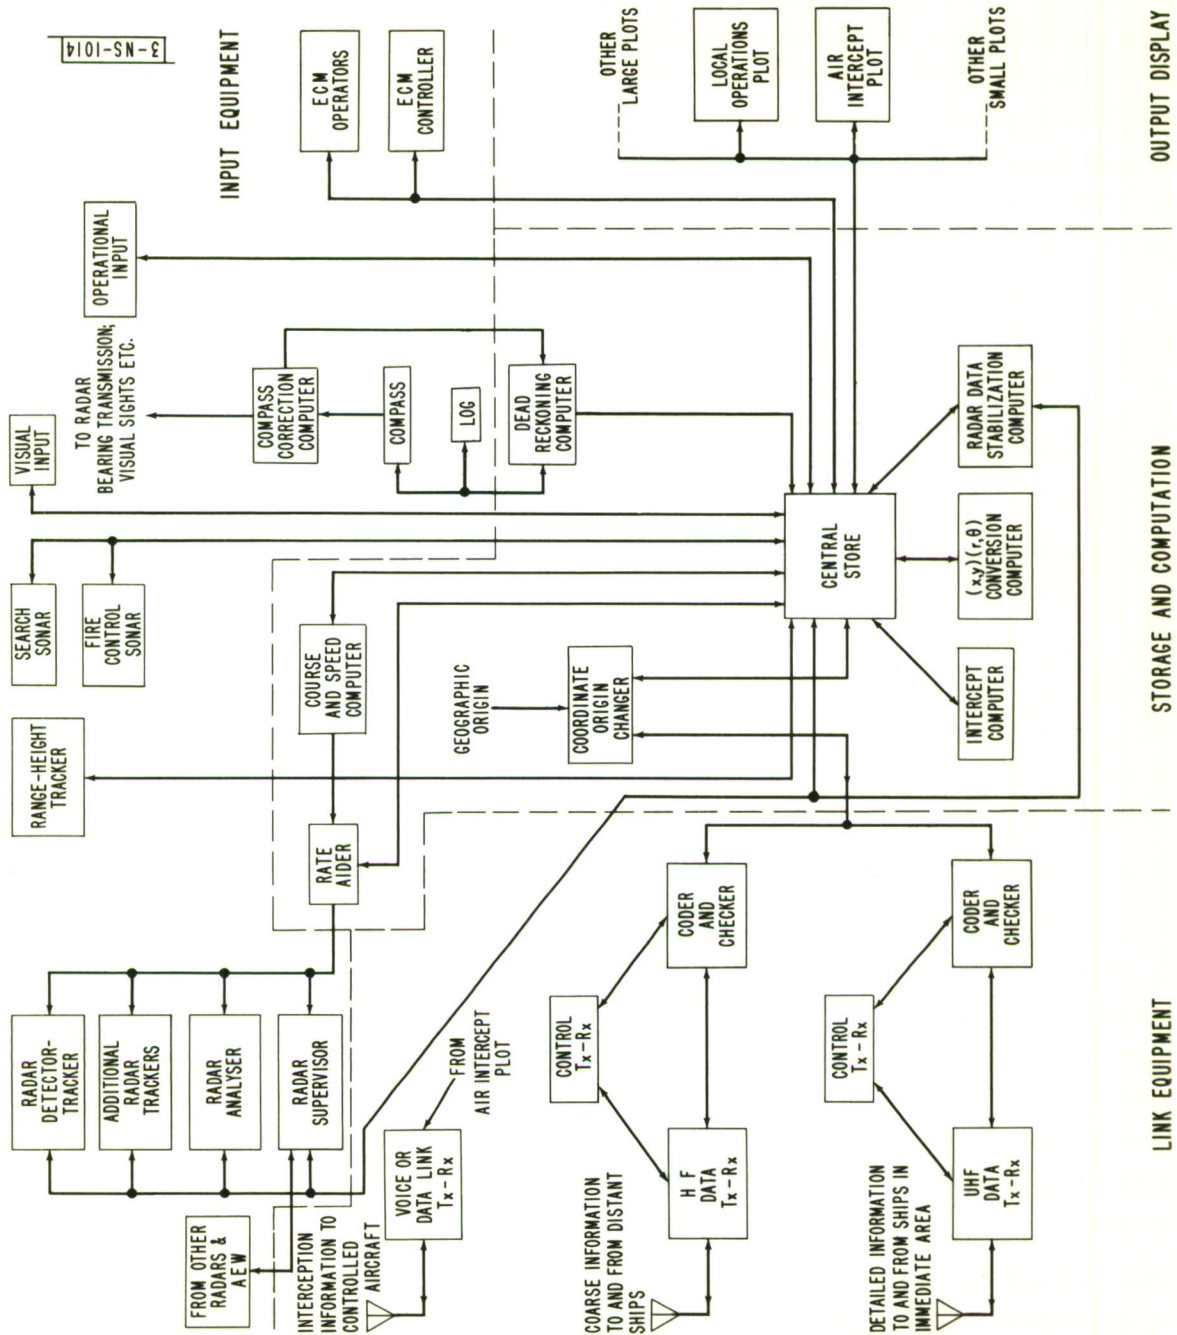 3-NS-1014
INPUT EQUIPMENT
RADAR
DETECTOR-
TRACKER
ADDITIONAL
RADAR
TRACKERS
RADAR
ANALYSER
RADAR
SUPERVISOR
FROM OTHER
RADARS &
AEW
RANGE-HEIGHT
TRACKER
SEARCH
SONAR
FIRE
CONTROL
SONAR
VISUAL
INPUT
TO RADAR
BEARING TRANSMISSION;
VISUAL SIGHTS ETC.
OPERATIONAL
INPUT
ECM
OPERATORS
ECM
CONTROLLER
COMPASS
CORRECTION
COMPUTER
COMPASS
LOG
DEAD
RECKONING
COMPUTER
COURSE
AND SPEED
COMPUTER
RATE
AIDER
GEOGRAPHIC
ORIGIN
COORDINATE
ORIGIN
CHANGER
CENTRAL
STORE
INTERCEPT
COMPUTER
(x,y)(r,θ)
CONVERSION
COMPUTER
RADAR DATA
STABILIZATION
COMPUTER
STORAGE AND COMPUTATION
OTHER
LARGE PLOTS
LOCAL
OPERATIONS
PLOT
AIR
INTERCEPT
PLOT
OTHER
SMALL PLOTS
OUTPUT DISPLAY
INTERCEPTION
INFORMATION TO
CONTROLLED
AIRCRAFT
VOICE OR
DATA LINK
Tx-Rx
FROM
AIR INTERCEPT
PLOT
COARSE INFORMATION
TO AND FROM DISTANT
SHIPS
HF
DATA
Tx-Rx
CONTROL
Tx-Rx
CODER
AND
CHECKER
DETAILED INFORMATION
TO AND FROM SHIPS IN
IMMEDIATE AREA
UHF
DATA
Tx-Rx
CONTROL
Tx-Rx
CODER
AND
CHECKER
LINK EQUIPMENT